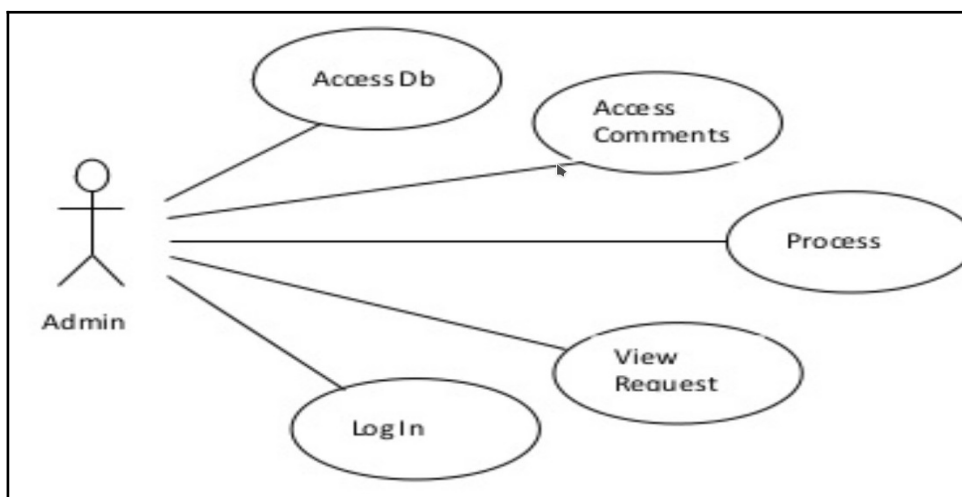 Access Db
Access
Comments
Process
Admin
View
Request
Log In